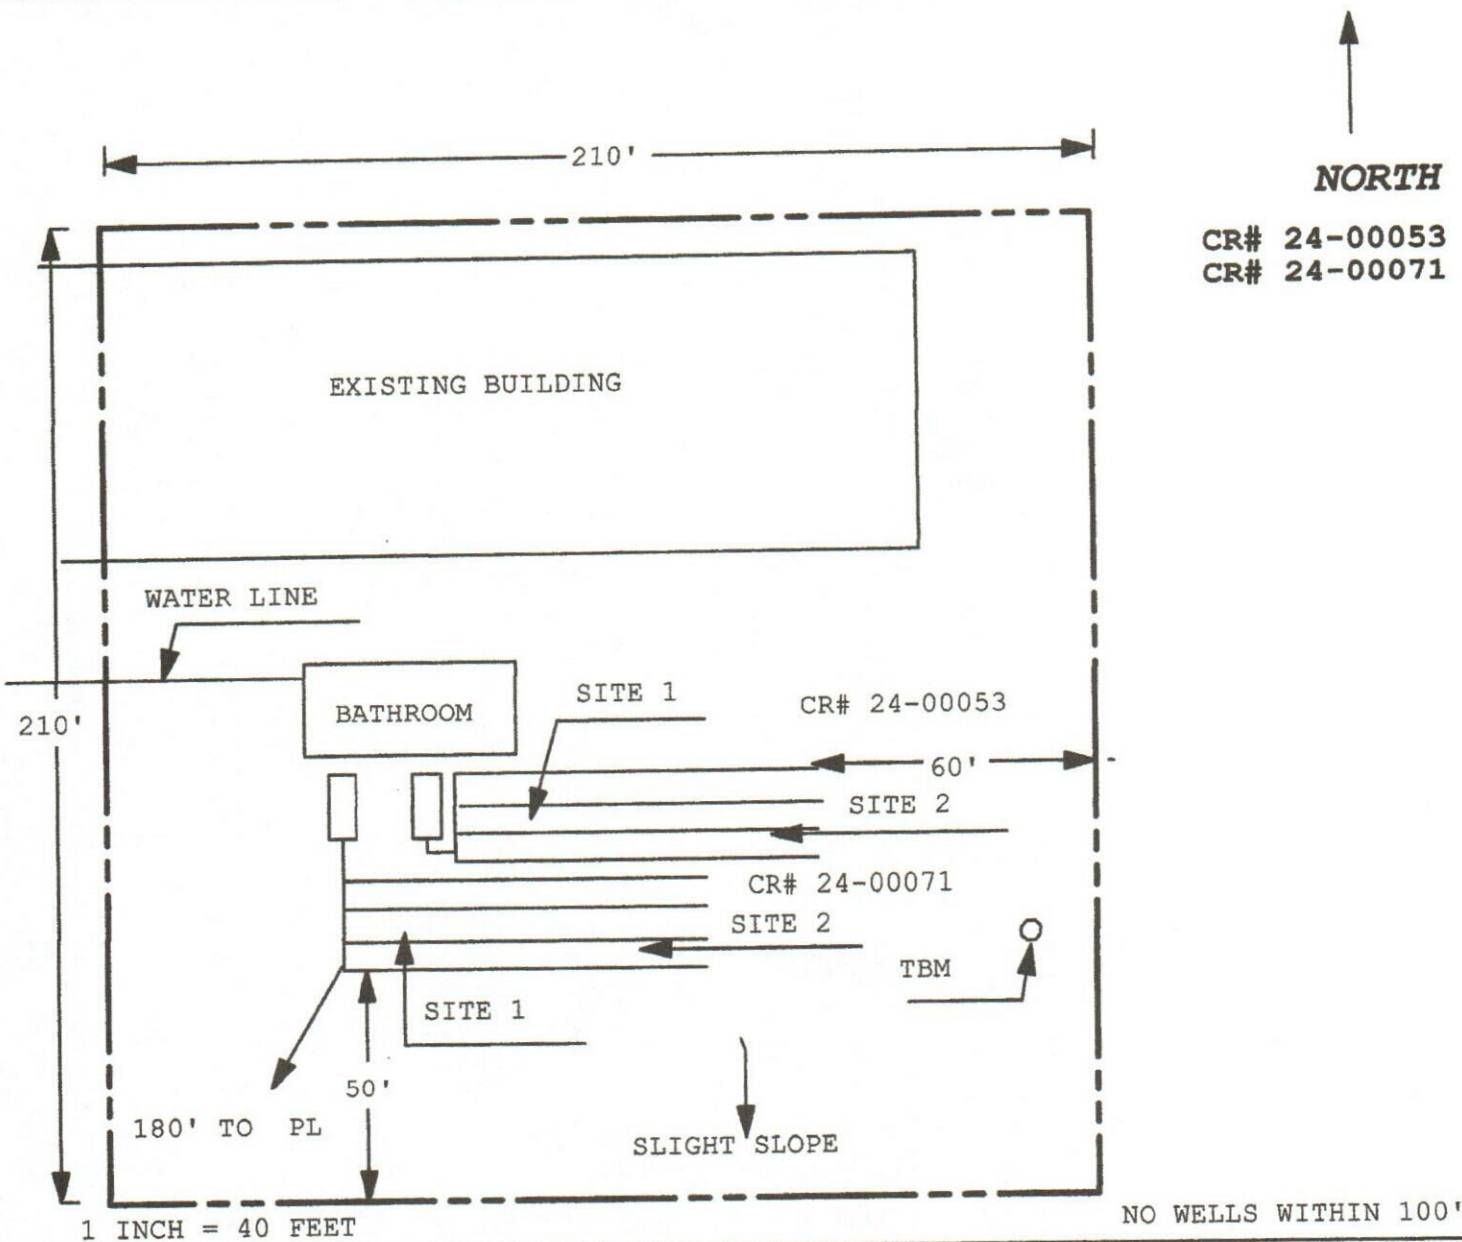 210'
NORTH
CR# 24-00053
CR# 24-00071
EXISTING BUILDING
WATER LINE
BATHROOM
SITE 1
CR# 24-00053
210'
60'
SITE 2
CR# 24-00071
SITE 2
TBM
SITE 1
50'
180' TO PL
SLIGHT SLOPE
1 INCH = 40 FEET
NO WELLS WITHIN 100'